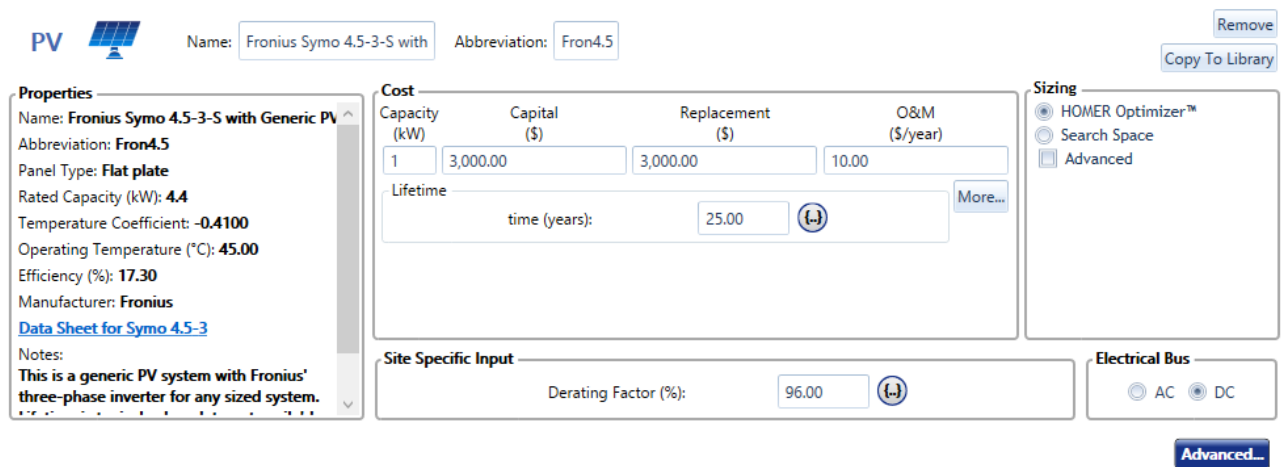 PV
Name: Fronius Symo 4.5-3-S with
Abbreviation: Fron4.5
Remove
Copy To Library
Properties
Name: Fronius Symo 4.5-3-S with Generic PV
Abbreviation: Fron4.5
Panel Type: Flat plate
Rated Capacity (kW): 4.4
Temperature Coefficient: -0.4100
Operating Temperature (°C): 45.00
Efficiency (%): 17.30
Manufacturer: Fronius
Data Sheet for Symo 4.5-3
Notes:
This is a generic PV system with Fronius'
three-phase inverter for any sized system.
Cost
Capacity Capital Replacement O&M
(kW) ($) ($) ($/year)
1 3,000.00 3,000.00 10.00
Lifetime
time (years): 25.00 {..}
More...
Sizing
HOMER Optimizer™
Search Space
Advanced
Site Specific Input
Derating Factor (%): 96.00 {..}
Electrical Bus
AC DC
Advanced...